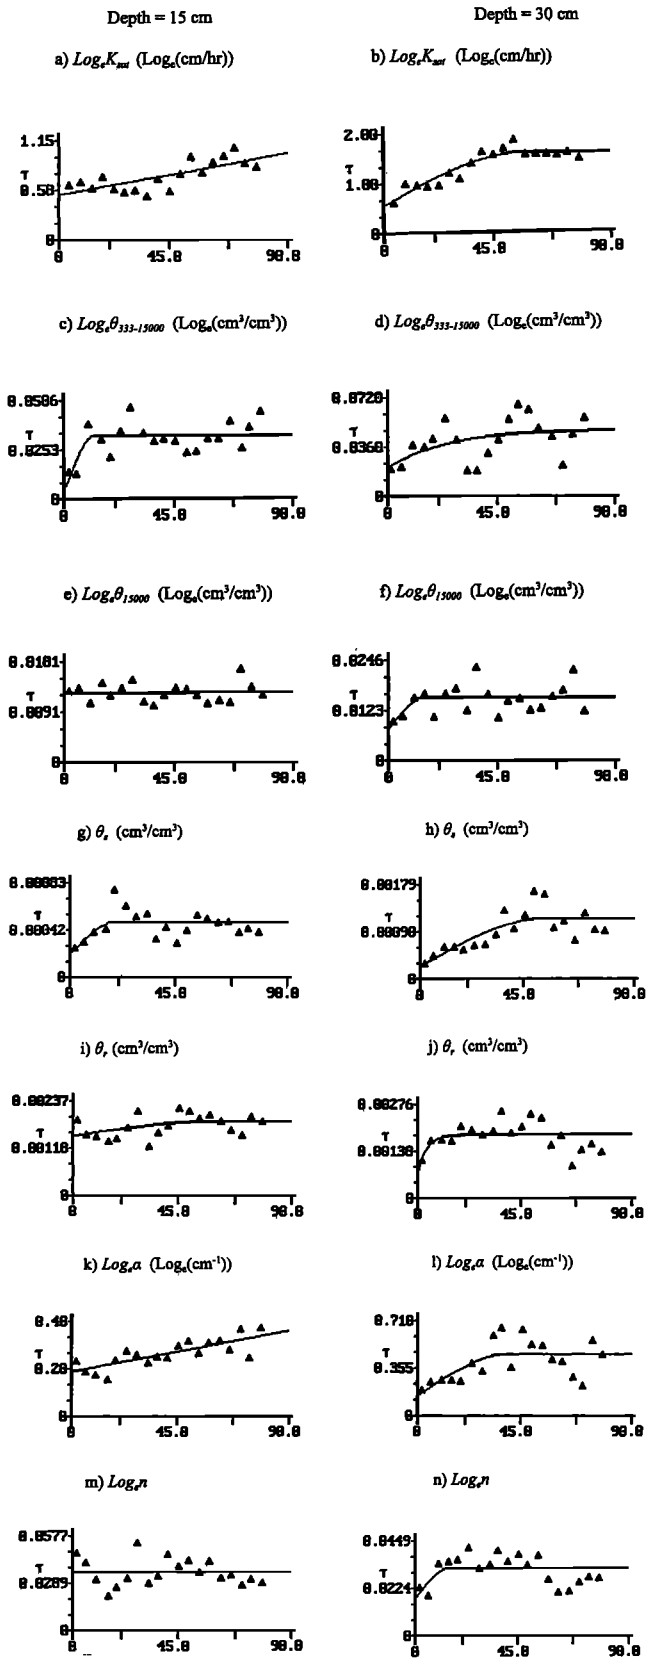 Depth = 15 cm
Depth = 30 cm
a) LogₑKsat (Logₑ(cm/hr))
b) LogₑKsat (Logₑ(cm/hr))
1.15
τ
0.58
0
0 45.0 90.0
2.00
τ
1.00
0
0 45.0 90.0
c) Logₑθ333-15000 (Logₑ(cm³/cm³))
d) Logₑθ333-15000 (Logₑ(cm³/cm³))
0.0506
τ
0.0253
0
0 45.0 90.0
0.0720
τ
0.0360
0
0 45.0 90.0
e) Logₑθ15000 (Logₑ(cm³/cm³))
f) Logₑθ15000 (Logₑ(cm³/cm³))
0.0181
τ
0.0091
0
0 45.0 90.0
0.0246
τ
0.0123
0
0 45.0 90.0
g) θₛ (cm³/cm³)
h) θₛ (cm³/cm³)
0.00083
τ
0.00042
0
0 45.0 90.0
0.00179
τ
0.00090
0
0 45.0 90.0
i) θᵣ (cm³/cm³)
j) θᵣ (cm³/cm³)
0.00237
τ
0.00118
0
0 45.0 90.0
0.00276
τ
0.00138
0
0 45.0 90.0
k) Logₑα (Logₑ(cm⁻¹))
l) Logₑα (Logₑ(cm⁻¹))
0.40
τ
0.20
0
0 45.0 90.0
0.710
τ
0.355
0
0 45.0 90.0
m) Logₑn
n) Logₑn
0.0577
τ
0.0289
0
0 45.0 90.0
0.0449
τ
0.0224
0
0 45.0 90.0